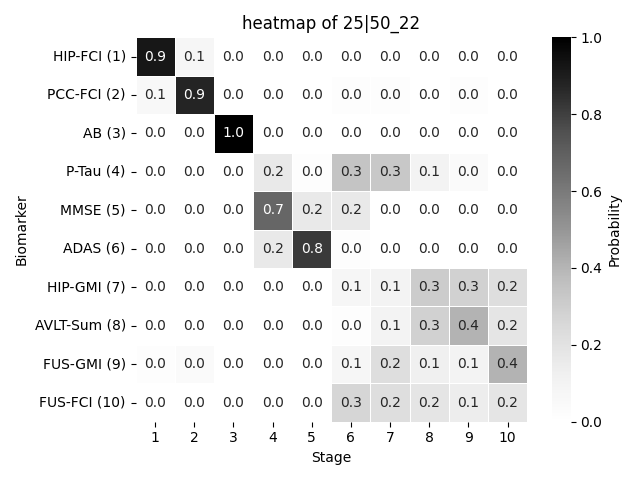 heatmap of 25|50_22
HIP-FCI (1) 0.9 0.1 0.0 0.0 0.0 0.0 0.0 0.0 0.0 0.0
PCC-FCI (2) 0.1 0.9 0.0 0.0 0.0 0.0 0.0 0.0 0.0 0.0
AB (3) 0.0 0.0 1.0 0.0 0.0 0.0 0.0 0.0 0.0 0.0
P-Tau (4) 0.0 0.0 0.0 0.2 0.0 0.3 0.3 0.1 0.0 0.0
MMSE (5) 0.0 0.0 0.0 0.7 0.2 0.2 0.0 0.0 0.0 0.0
ADAS (6) 0.0 0.0 0.0 0.2 0.8 0.0 0.0 0.0 0.0 0.0
HIP-GMI (7) 0.0 0.0 0.0 0.0 0.0 0.1 0.1 0.3 0.3 0.2
AVLT-Sum (8) 0.0 0.0 0.0 0.0 0.0 0.0 0.1 0.3 0.4 0.2
FUS-GMI (9) 0.0 0.0 0.0 0.0 0.0 0.1 0.2 0.1 0.1 0.4
FUS-FCI (10) 0.0 0.0 0.0 0.0 0.0 0.3 0.2 0.2 0.1 0.2
1 2 3 4 5 6 7 8 9 10
Stage
Biomarker
1.0
0.8
0.6
0.4
0.2
0.0
Probability